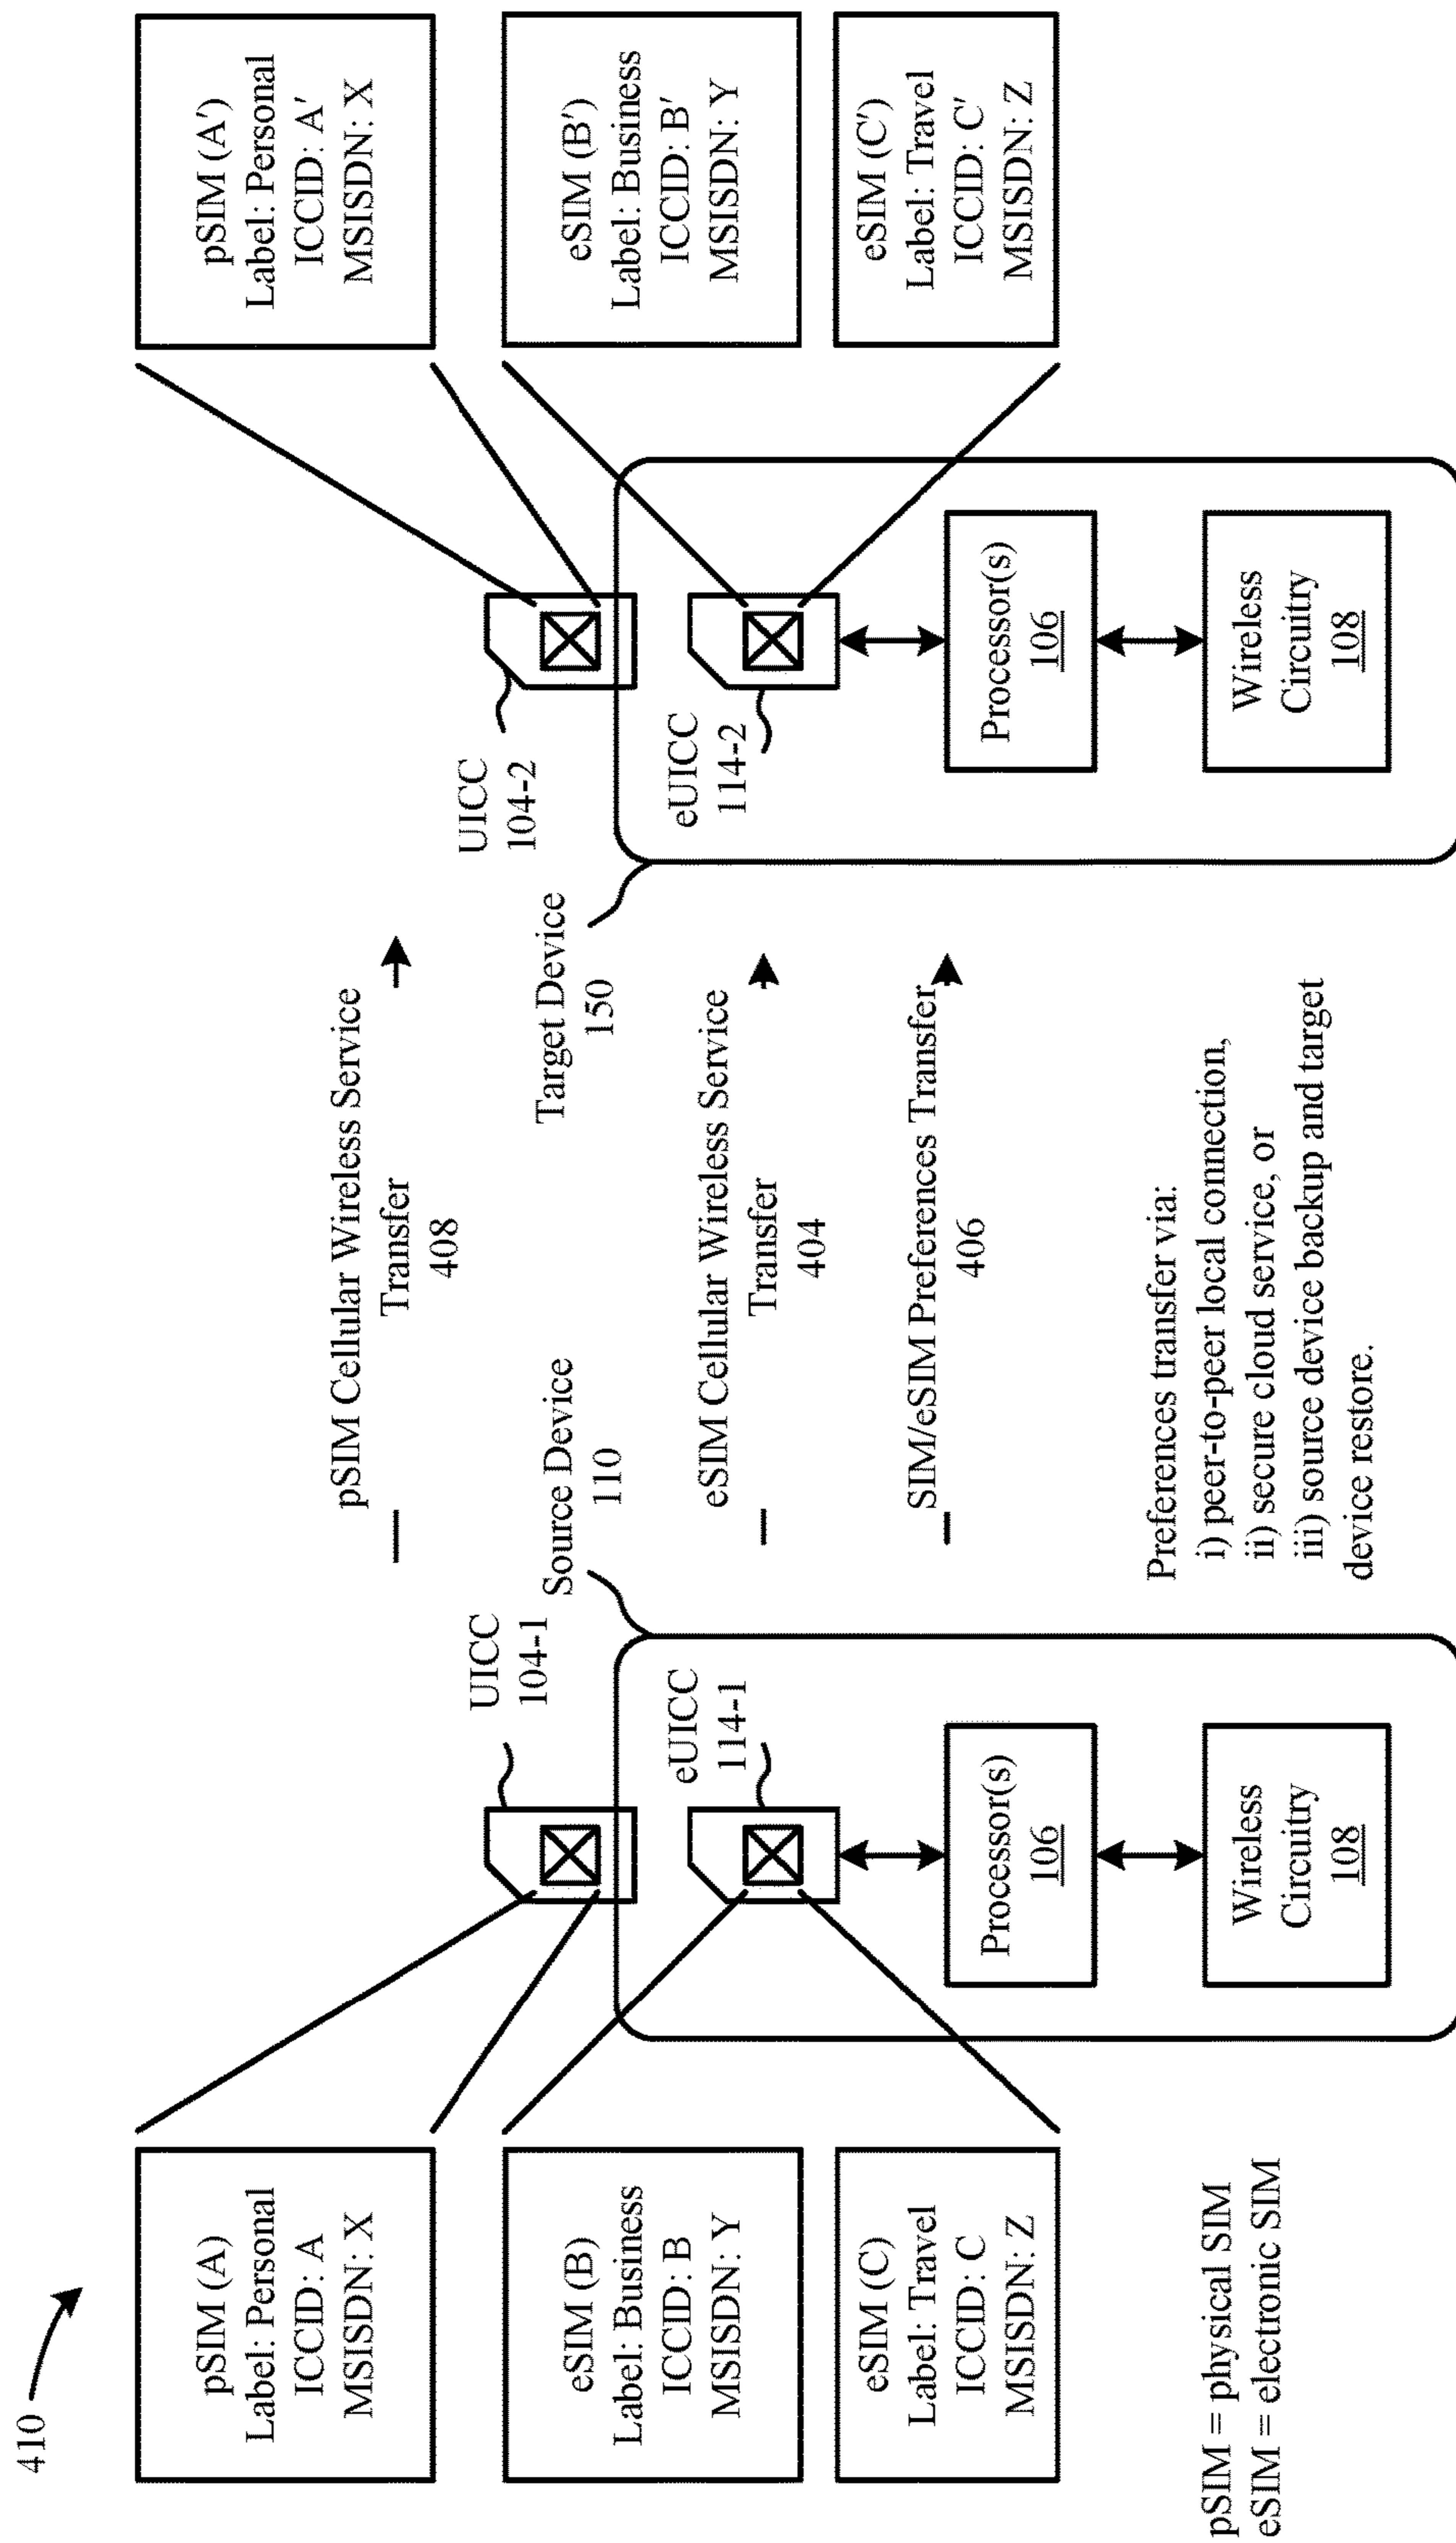 410
pSIM (A)
Label: Personal
ICCID: A
MSISDN: X
eSIM (B)
Label: Business
ICCID: B
MSISDN: Y
eSIM (C)
Label: Travel
ICCID: C
MSISDN: Z
pSIM = physical SIM
eSIM = electronic SIM
UICC
104-1
Source Device
110
eUICC
114-1
Processor(s)
106
Wireless
Circuitry
108
pSIM Cellular Wireless Service
Transfer
408
eSIM Cellular Wireless Service
Transfer
404
SIM/eSIM Preferences Transfer
406
Preferences transfer via:
i) peer-to-peer local connection,
ii) secure cloud service, or
iii) source device backup and target
device restore.
UICC
104-2
Target Device
150
eUICC
114-2
Processor(s)
106
Wireless
Circuitry
108
pSIM (A')
Label: Personal
ICCID: A'
MSISDN: X
eSIM (B')
Label: Business
ICCID: B'
MSISDN: Y
eSIM (C')
Label: Travel
ICCID: C'
MSISDN: Z